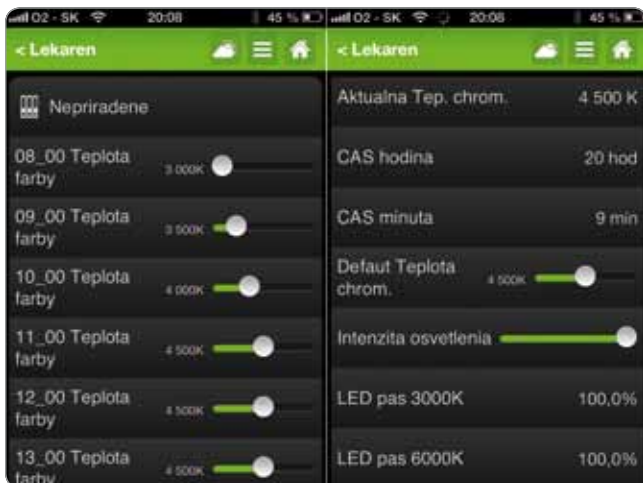 O2 - SK
20:08
45 %
< Lekaren
Nepriradene
08_00 Teplota
farby
3 000K
09_00 Teplota
farby
3 500K
10_00 Teplota
farby
4 000K
11_00 Teplota
farby
4 500K
12_00 Teplota
farby
4 500K
13_00 Teplota
farby
4 500K
O2 - SK
20:08
45 %
< Lekaren
Aktualna Tep. chrom.
4 500 K
CAS hodina
20 hod
CAS minuta
9 min
Defaut Teplota
chrom.
4 500K
Intenzita osvetlenia
LED pas 3000K
100,0%
LED pas 6000K
100,0%